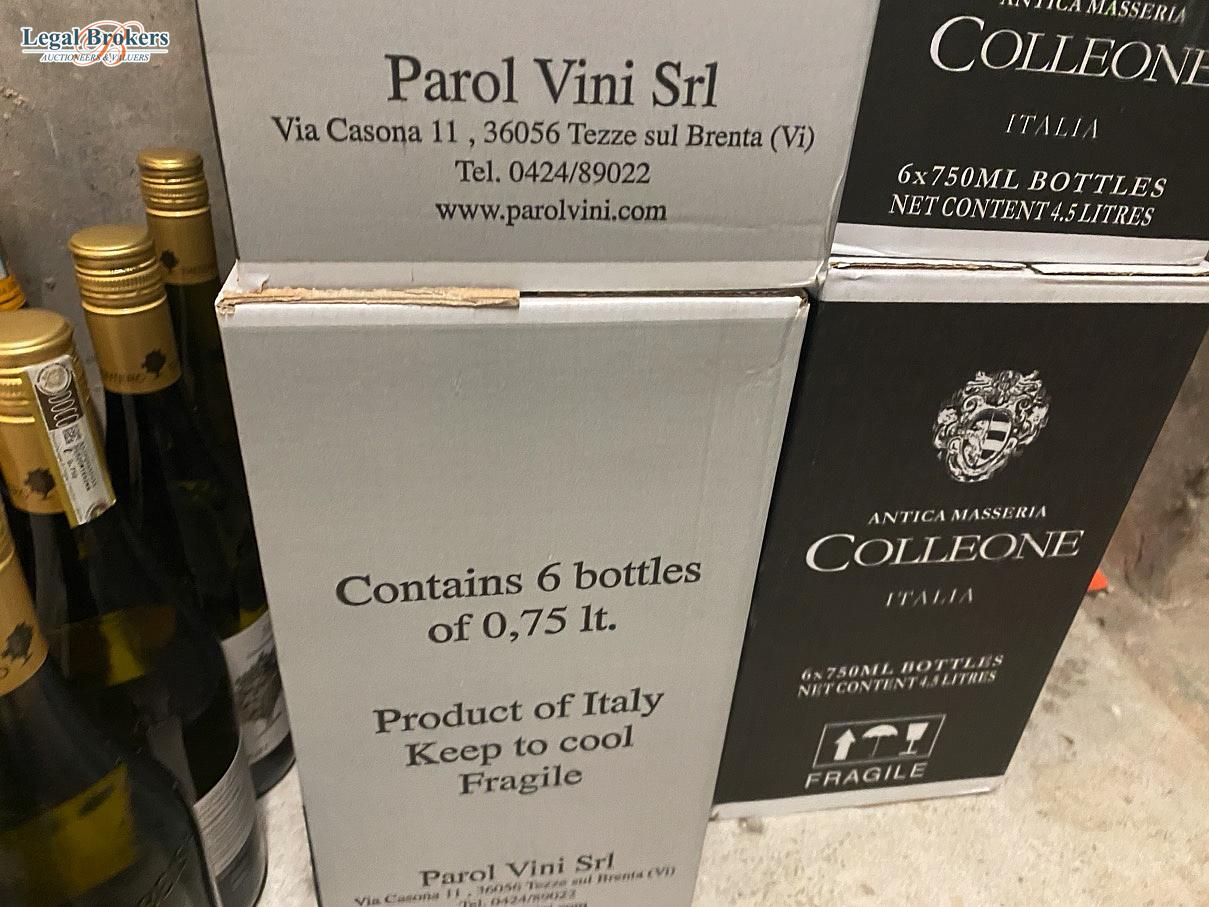 Legal Brokers
AUCTIONEERS & VALUERS
Parol Vini Srl
Via Casona 11 , 36056 Tezze sul Brenta (Vi)
Tel. 0424/89022
www.parolvini.com
ANTICA MASSERIA
COLLEONE
ITALIA
6x750ML BOTTLES
NET CONTENT 4.5 LITRES
Contains 6 bottles
of 0,75 lt.
Product of Italy
Keep to cool
Fragile
Parol Vini Srl
Via Casona 11 , 36056 Tezze sul Brenta (Vi)
Tel. 0424/89022
ANTICA MASSERIA
COLLEONE
ITALIA
6x750ML BOTTLES
NET CONTENT 4.5 LITRES
FRAGILE